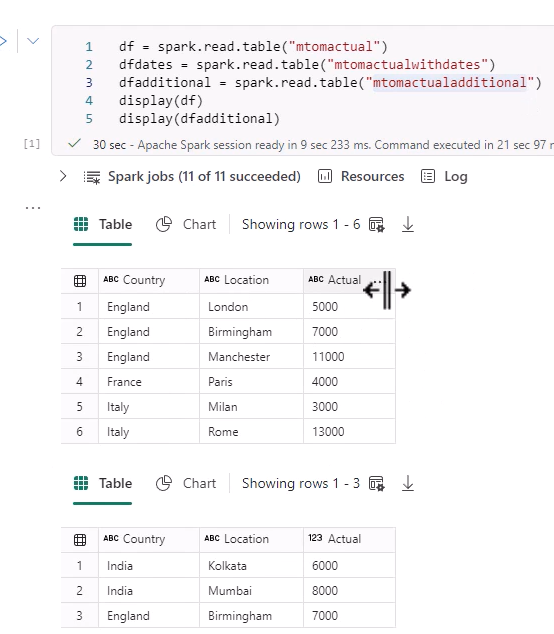 1 df = spark.read.table("mtomactual")
2 dfdates = spark.read.table("mtomactualwithdates")
3 dfadditional = spark.read.table("mtomactualadditional")
4 display(df)
5 display(dfadditional)
[1] 30 sec - Apache Spark session ready in 9 sec 233 ms. Command executed in 21 sec 97
Spark jobs (11 of 11 succeeded) Resources Log
Table Chart Showing rows 1 - 6
ABC Country ABC Location ABC Actual
1 England London 5000
2 England Birmingham 7000
3 England Manchester 11000
4 France Paris 4000
5 Italy Milan 3000
6 Italy Rome 13000
Table Chart Showing rows 1 - 3
ABC Country ABC Location 123 Actual
1 India Kolkata 6000
2 India Mumbai 8000
3 England Birmingham 7000